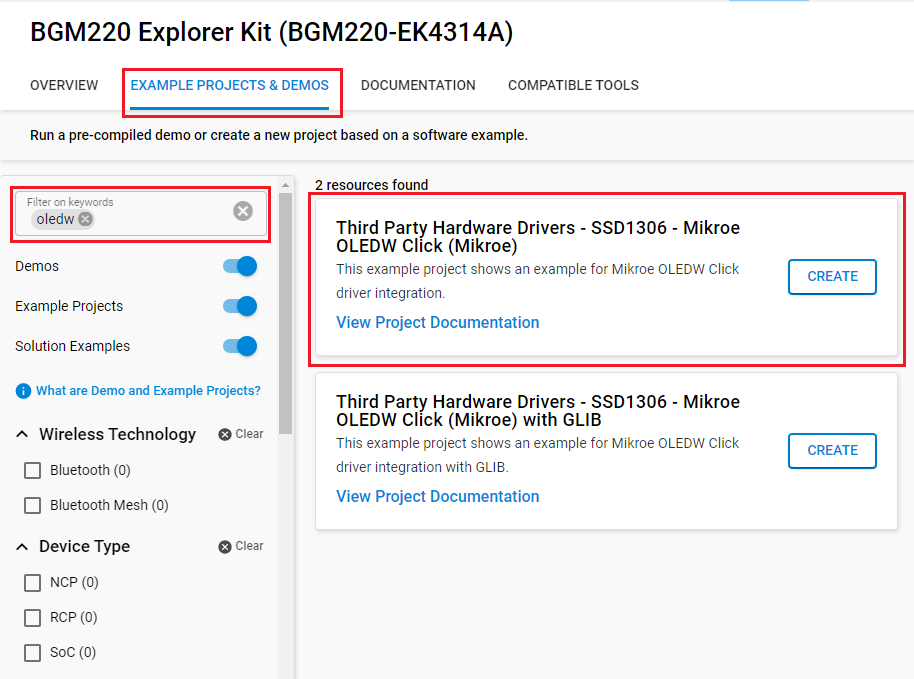 BGM220 Explorer Kit (BGM220-EK4314A)
OVERVIEW
EXAMPLE PROJECTS & DEMOS
DOCUMENTATION
COMPATIBLE TOOLS
Run a pre-compiled demo or create a new project based on a software example.
Filter on keywords
oledw
Demos
Example Projects
Solution Examples
What are Demo and Example Projects?
Wireless Technology
Clear
Bluetooth (0)
Bluetooth Mesh (0)
Device Type
Clear
NCP (0)
RCP (0)
SoC (0)
2 resources found
Third Party Hardware Drivers - SSD1306 - Mikroe
OLEDW Click (Mikroe)
This example project shows an example for Mikroe OLEDW Click
driver integration.
View Project Documentation
CREATE
Third Party Hardware Drivers - SSD1306 - Mikroe
OLEDW Click (Mikroe) with GLIB
This example project shows an example for Mikroe OLEDW Click
driver integration with GLIB.
View Project Documentation
CREATE